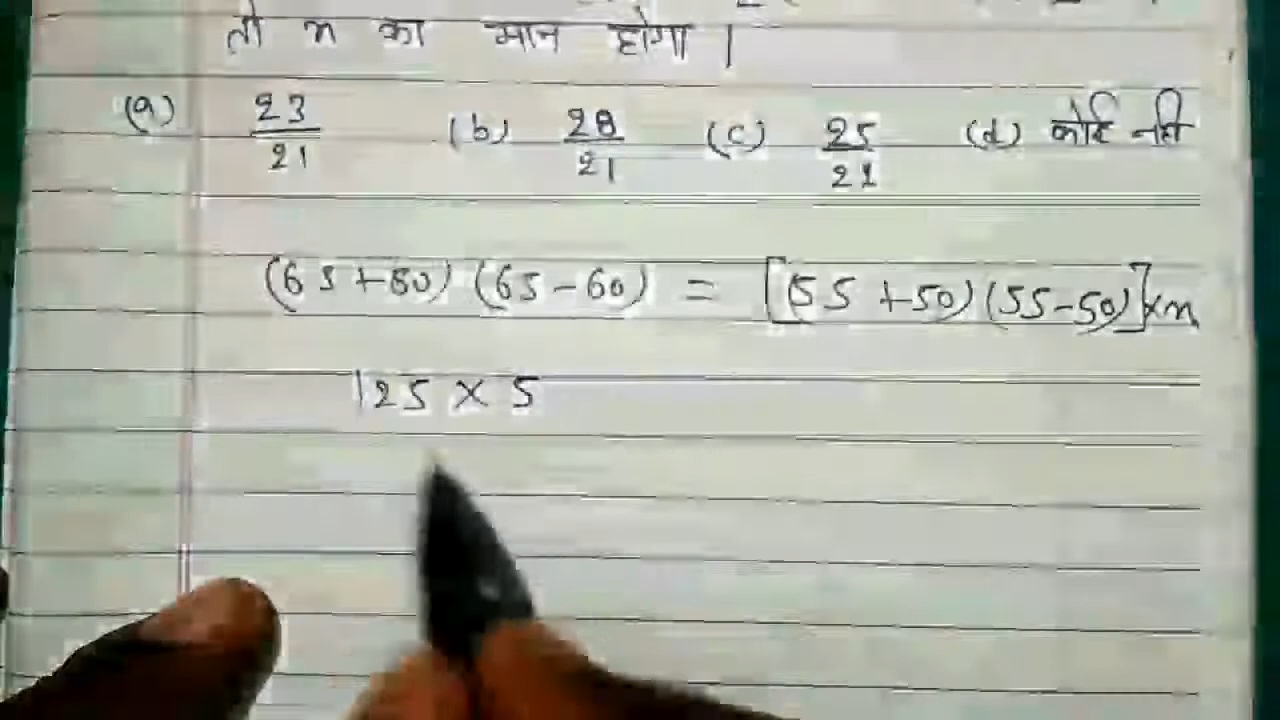 तो n का मान होगा ।
(a) 23/21 (b) 28/21 (c) 25/21 (d) कोई नही
(65+60) (65-60) = [(55+50)(55-50)]×n
125 × 5